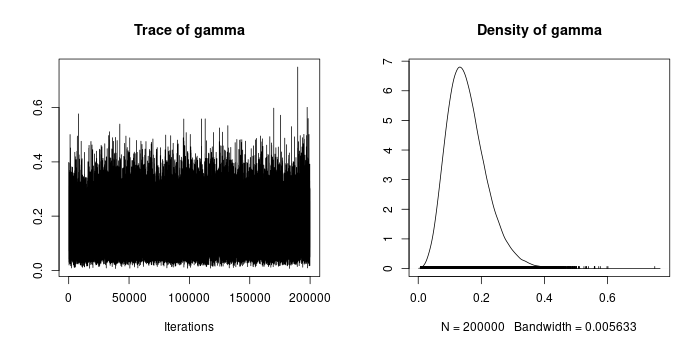 Trace of gamma
0.0 0.2 0.4 0.6
0 50000 100000 150000 200000
Iterations
Density of gamma
0 1 2 3 4 5 6 7
0.0 0.2 0.4 0.6
N = 200000 Bandwidth = 0.005633